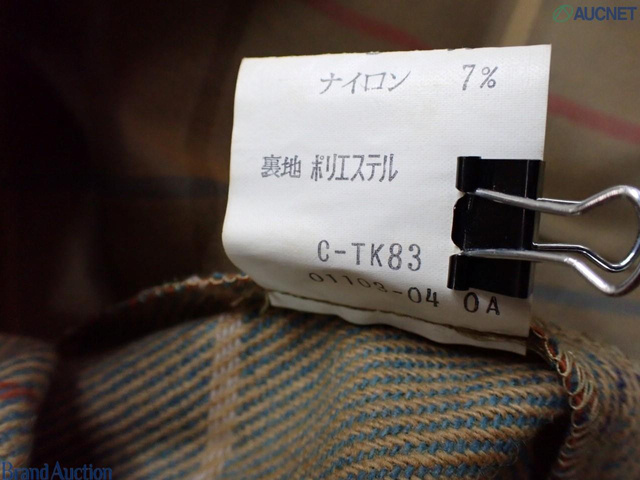 AUCNET
ナイロン 7%
裏地 ポリエステル
C-TK83
01103-04 0A
Brand Auction